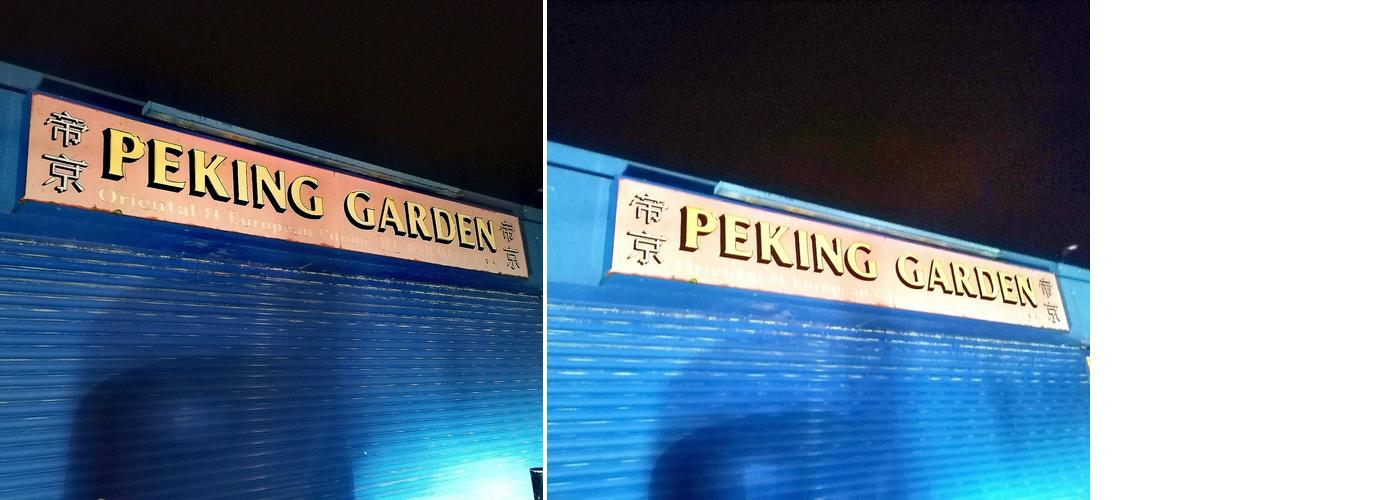 帝京
PEKING GARDEN
帝京
Oriental & European Cuisine
帝京
PEKING GARDEN
帝京
Oriental & European